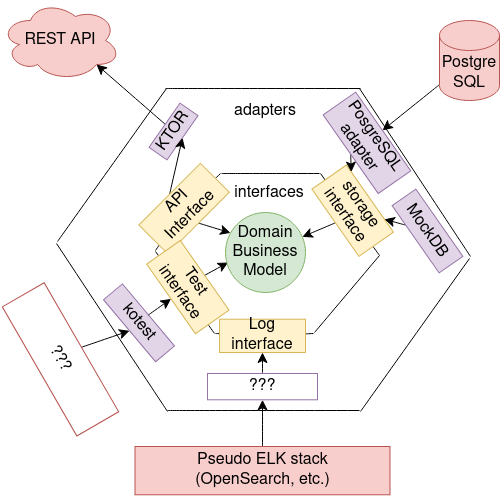 REST API
Postgre
SQL
adapters
KTOR
PosgreSQL
adapter
API
Interface
interfaces
storage
interface
MockDB
Domain
Business
Model
Test
interface
kotest
???
Log
interface
???
Pseudo ELK stack
(OpenSearch, etc.)